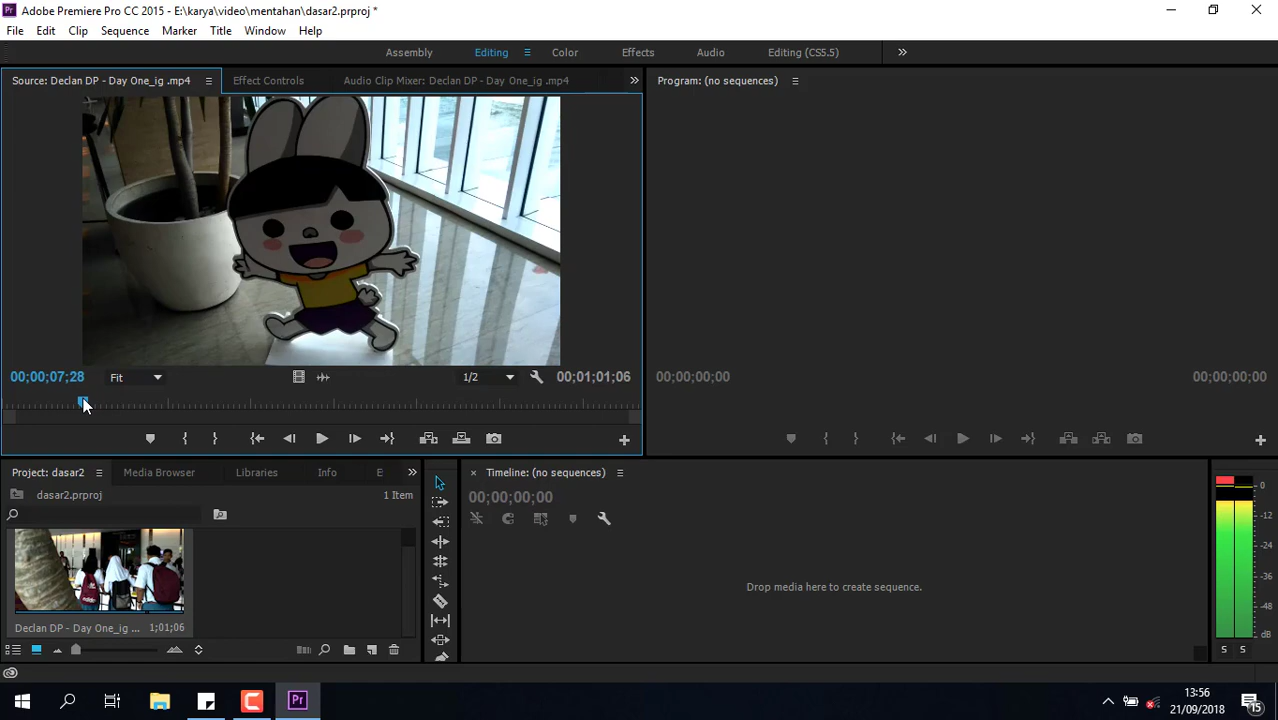 Pr Adobe Premiere Pro CC 2015 - E:\karya\video\mentahan\dasar2.prproj *
File Edit Clip Sequence Marker Title Window Help
Assembly Editing Color Effects Audio Editing (CS5.5)
Source: Declan DP - Day One_ig .mp4 Effect Controls Audio Clip Mixer: Declan DP - Day One_ig .mp4 Program: (no sequences)
00;00;07;28 Fit 1/2 00;01;01;06 00;00;00;00 00;00;00;00
Project: dasar2 Media Browser Libraries Info E Timeline: (no sequences)
dasar2.prproj 1 Item 00;00;00;00
Declan DP - Day One_ig ... 1;01;06
Drop media here to create sequence.
0
-12
-24
-36
-48
dB
S S
Pr
13:56
21/09/2018
15